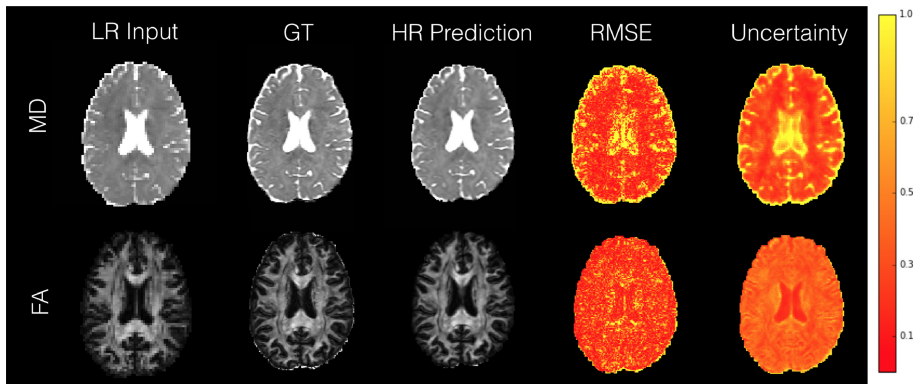 LR Input GT HR Prediction RMSE Uncertainty
MD
FA
1.0
0.7
0.5
0.3
0.1